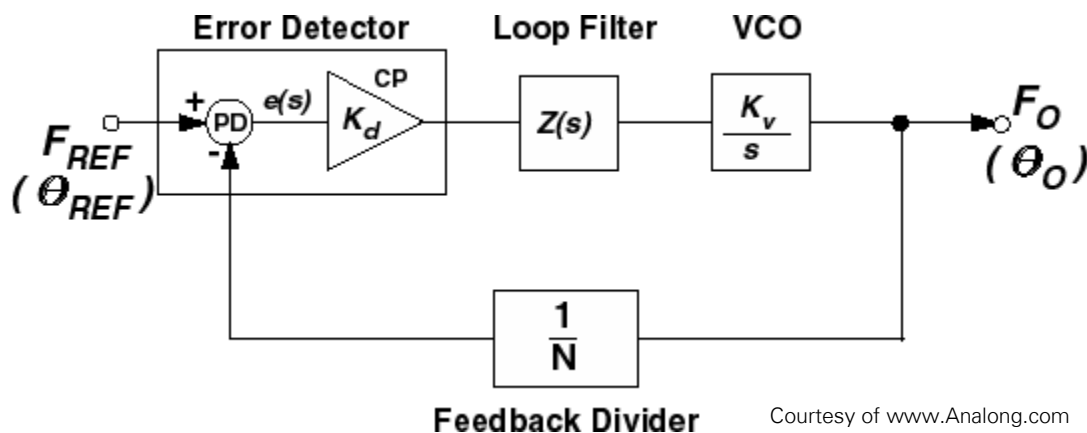 Error Detector
Loop Filter
VCO
CP
+
PD
-
e(s)
K_d
Z(s)
K_v
s
F_REF
(θ_REF)
F_O
(θ_O)
1
N
Feedback Divider
Courtesy of www.Analong.com